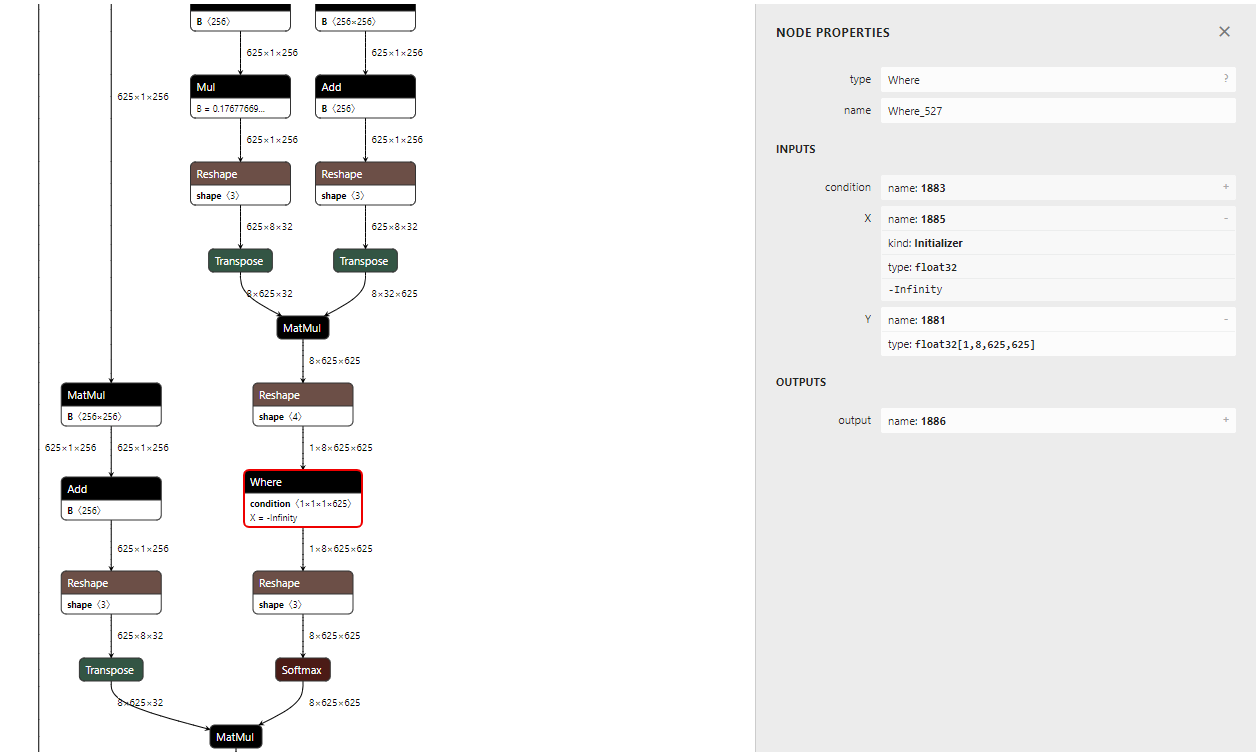 B ⟨256⟩
B ⟨256×256⟩
625×1×256
625×1×256
625×1×256
Mul
B = 0.17677669...
Add
B ⟨256⟩
625×1×256
625×1×256
Reshape
shape ⟨3⟩
Reshape
shape ⟨3⟩
625×8×32
625×8×32
Transpose
Transpose
8×625×32
8×32×625
MatMul
8×625×625
MatMul
B ⟨256×256⟩
Reshape
shape ⟨4⟩
625×1×256
625×1×256
1×8×625×625
Add
B ⟨256⟩
Where
condition ⟨1×1×1×625⟩
X = -Infinity
625×1×256
1×8×625×625
Reshape
shape ⟨3⟩
Reshape
shape ⟨3⟩
625×8×32
8×625×625
Transpose
Softmax
8×625×32
8×625×625
MatMul
NODE PROPERTIES
type Where ?
name Where_527
INPUTS
condition name: 1883 +
X name: 1885 -
kind: Initializer
type: float32
-Infinity
Y name: 1881 -
type: float32[1,8,625,625]
OUTPUTS
output name: 1886 +